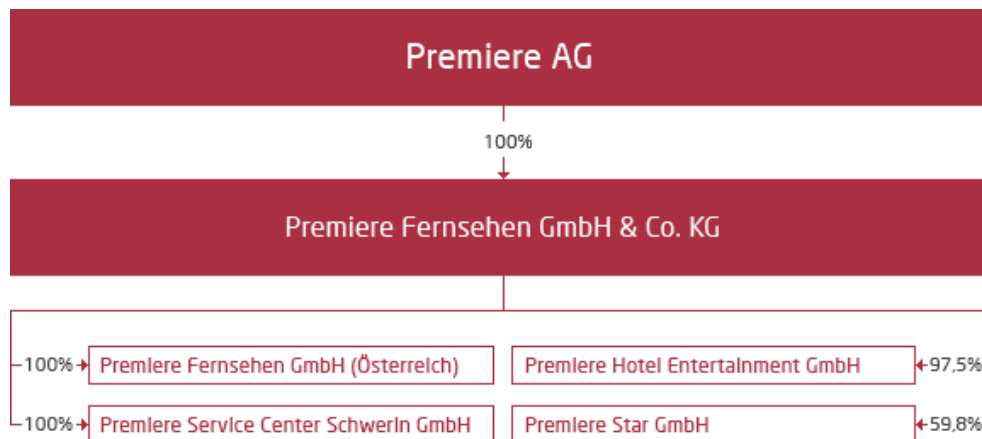 Premiere AG
100%
Premiere Fernsehen GmbH & Co. KG
100% Premiere Fernsehen GmbH (Österreich)
Premiere Hotel Entertainment GmbH 97,5%
100% Premiere Service Center Schwerin GmbH
Premiere Star GmbH 59,8%